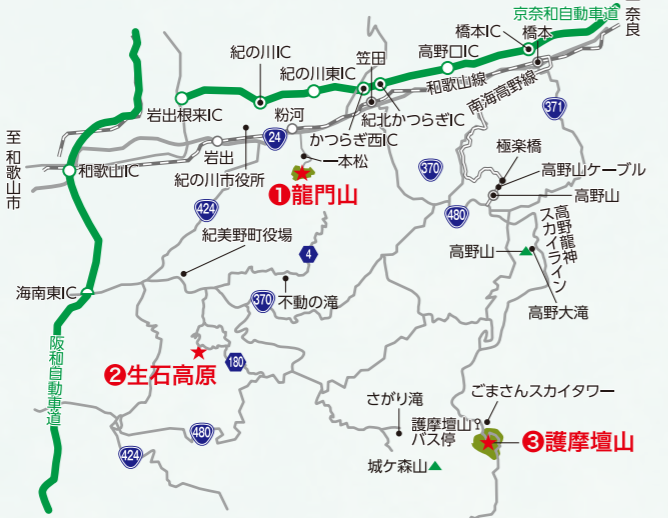 京奈和自動車道
至 奈良
橋本IC
橋本
高野口IC
笠田
紀の川IC
紀の川東IC
和歌山線
南海高野線
岩出根来IC
粉河
紀北かつらぎIC
かつらぎ西IC
371
24
岩出
一本松
極楽橋
至 和歌山市
和歌山IC
紀の川市役所
370
高野山ケーブル
❶龍門山
高野山
424
480
紀美野町役場
4
高野山
高野龍神
スカイライン
海南東IC
370
不動の滝
高野大滝
阪和自動車道
❷生石高原
180
さがり滝
ごまさんスカイタワー
護摩壇山
バス停
❸護摩壇山
480
424
城ケ森山